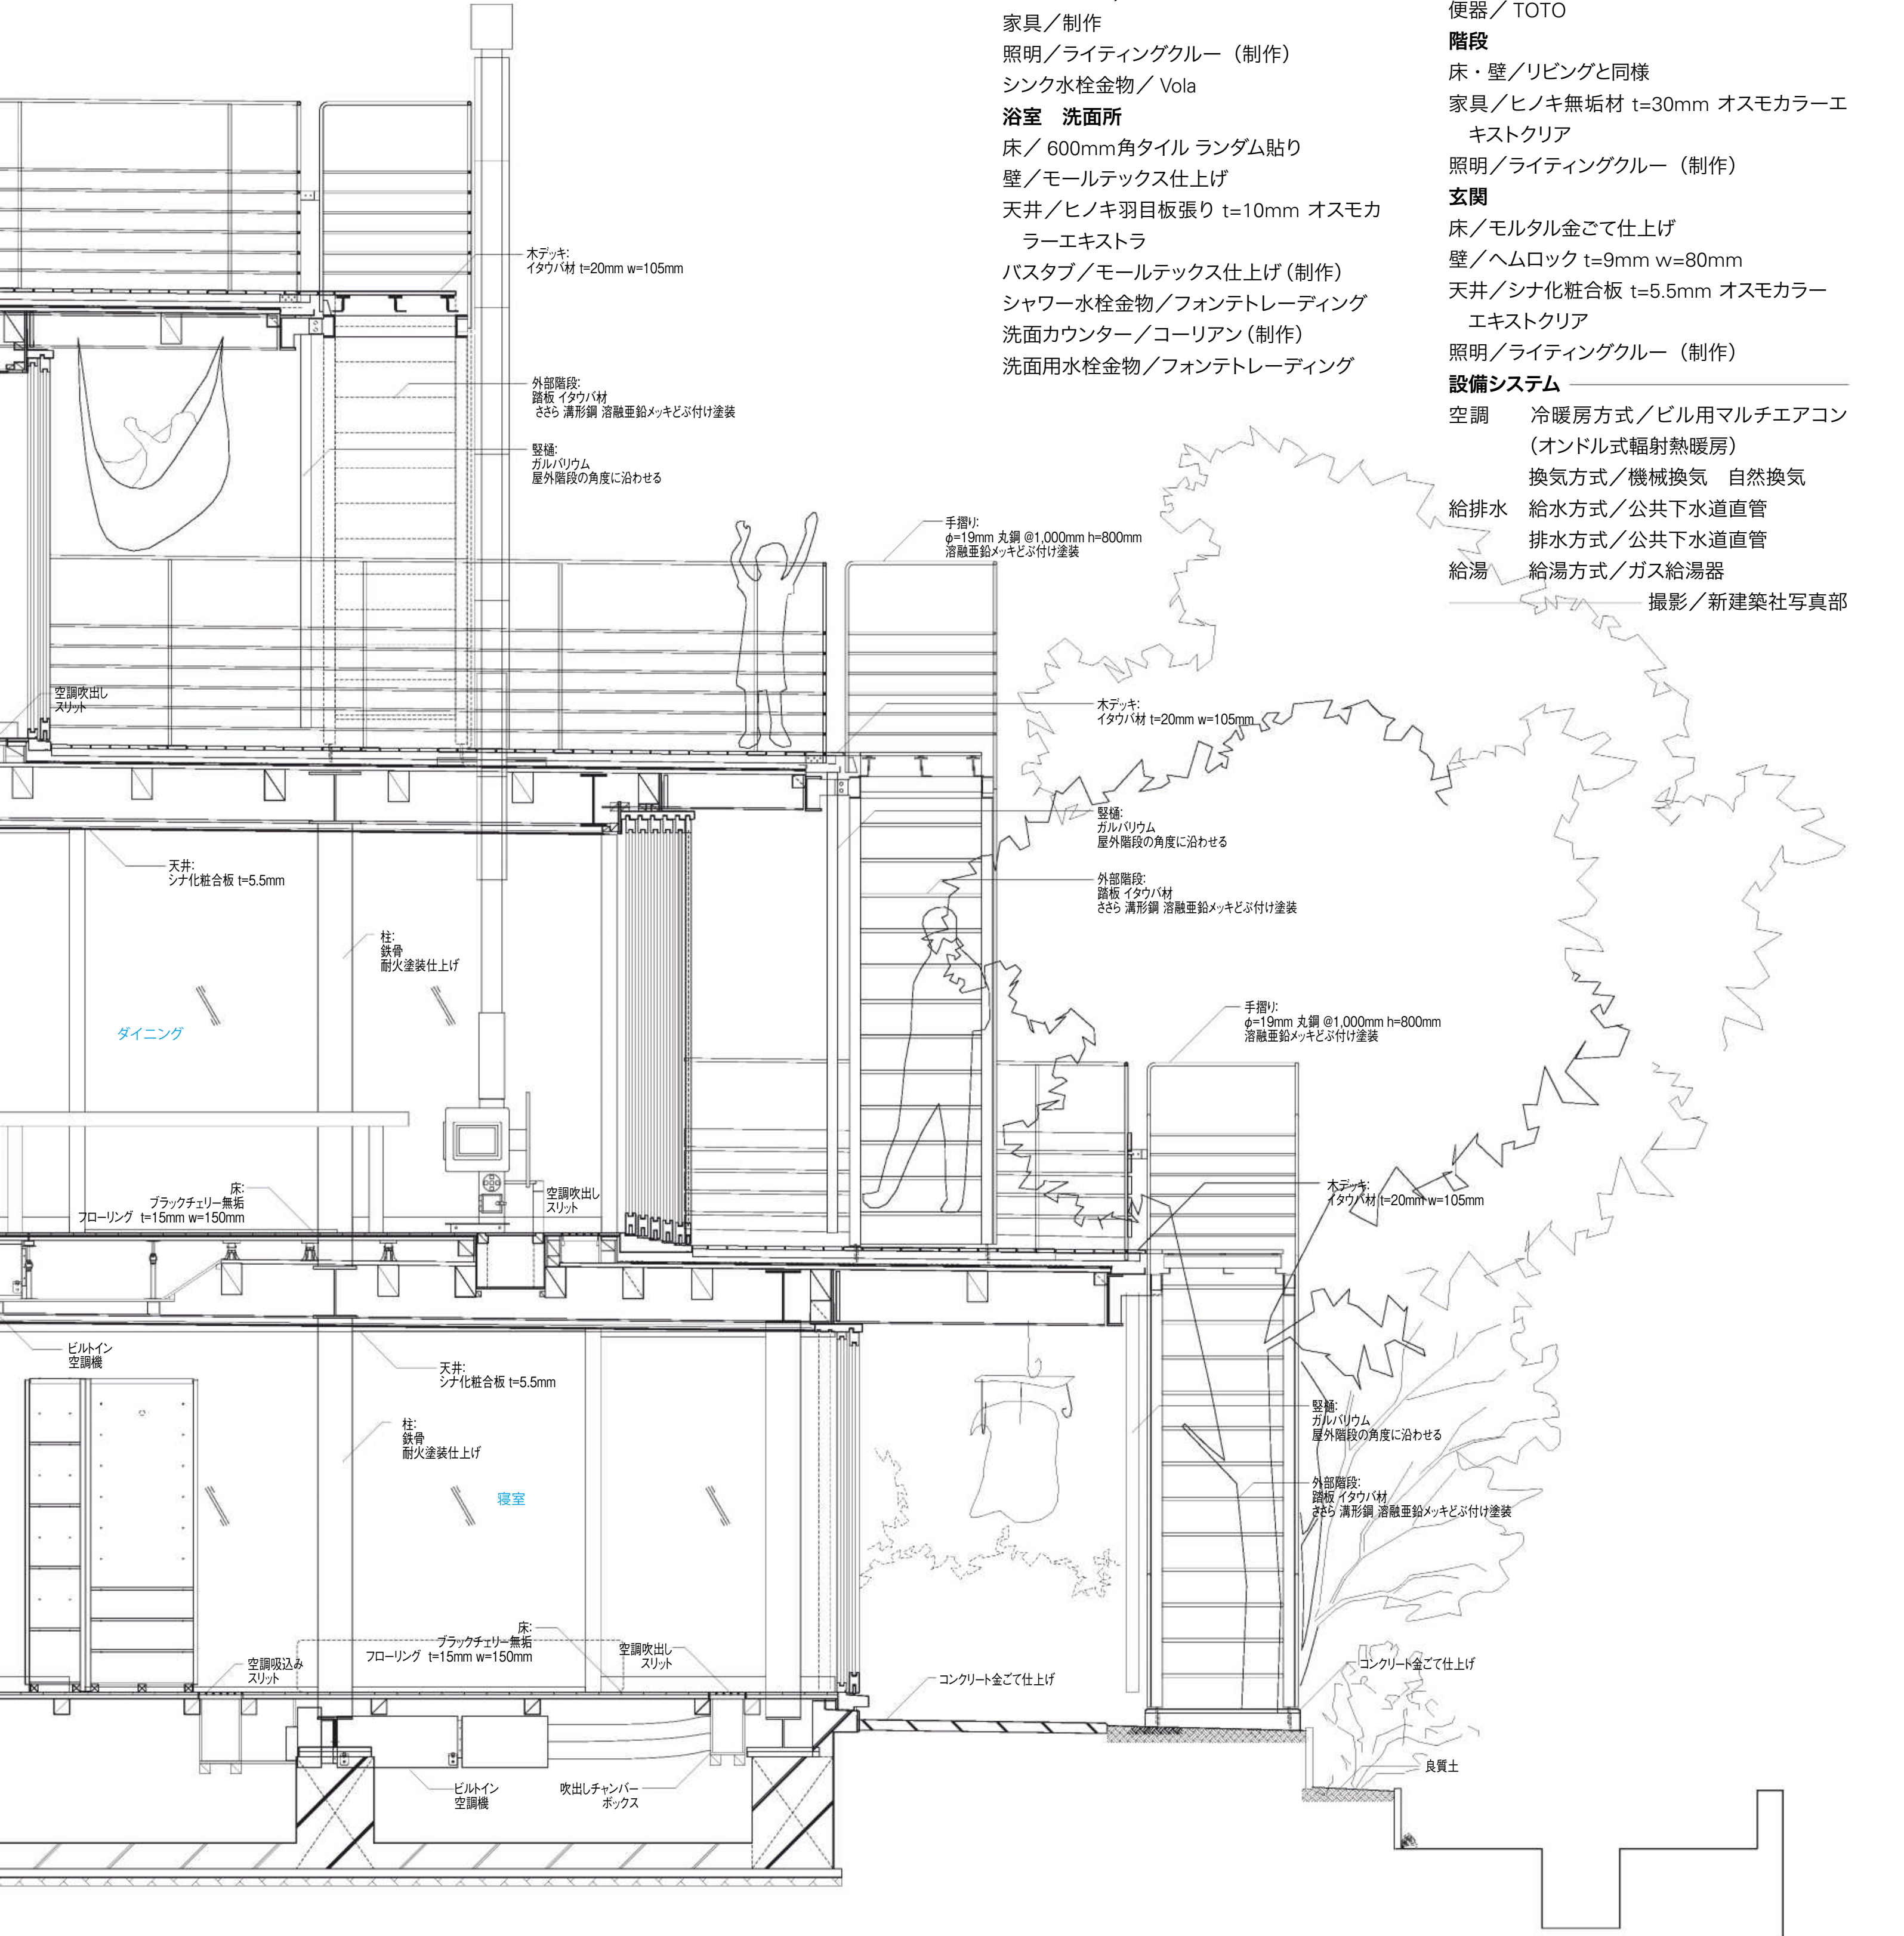 家具／制作
照明／ライティングクルー（制作）
シンク水栓金物／ Vola
浴室　洗面所
床／ 600mm角タイル ランダム貼り
壁／モールテックス仕上げ
天井／ヒノキ羽目板張り t=10mm オスモカ
ラーエキストラ
バスタブ／モールテックス仕上げ（制作）
シャワー水栓金物／フォンテトレーディング
洗面カウンター／コーリアン（制作）
洗面用水栓金物／フォンテトレーディング
便器／ TOTO
階段
床・壁／リビングと同様
家具／ヒノキ無垢材 t=30mm オスモカラーエ
キストクリア
照明／ライティングクルー（制作）
玄関
床／モルタル金ごて仕上げ
壁／ヘムロック t=9mm w=80mm
天井／シナ化粧合板 t=5.5mm オスモカラー
エキストクリア
照明／ライティングクルー（制作）
設備システム
空調　冷暖房方式／ビル用マルチエアコン
（オンドル式輻射熱暖房）
換気方式／機械換気　自然換気
給排水　給水方式／公共下水道直管
排水方式／公共下水道直管
給湯　給湯方式／ガス給湯器
撮影／新建築社写真部
木デッキ:
イタウバ材 t=20mm w=105mm
外部階段:
踏板 イタウバ材
ささら 溝形鋼 溶融亜鉛メッキどぶ付け塗装
竪樋:
ガルバリウム
屋外階段の角度に沿わせる
手摺り:
φ=19mm 丸鋼 @1,000mm h=800mm
溶融亜鉛メッキどぶ付け塗装
空調吹出し
スリット
木デッキ:
イタウバ材 t=20mm w=105mm
竪樋:
ガルバリウム
屋外階段の角度に沿わせる
天井:
シナ化粧合板 t=5.5mm
外部階段:
踏板 イタウバ材
ささら 溝形鋼 溶融亜鉛メッキどぶ付け塗装
柱:
鉄骨
耐火塗装仕上げ
ダイニング
手摺り:
φ=19mm 丸鋼 @1,000mm h=800mm
溶融亜鉛メッキどぶ付け塗装
床:
ブラックチェリー無垢
フローリング t=15mm w=150mm
空調吹出し
スリット
木デッキ:
イタウバ材 t=20mm w=105mm
ビルトイン
空調機
天井:
シナ化粧合板 t=5.5mm
柱:
鉄骨
耐火塗装仕上げ
竪樋:
ガルバリウム
屋外階段の角度に沿わせる
寝室
外部階段:
踏板 イタウバ材
ささら 溝形鋼 溶融亜鉛メッキどぶ付け塗装
床:
ブラックチェリー無垢
フローリング t=15mm w=150mm
空調吹出し
スリット
空調吸込み
スリット
コンクリート金ごて仕上げ
コンクリート金ごて仕上げ
良質土
ビルトイン
空調機
吹出しチャンバー
ボックス